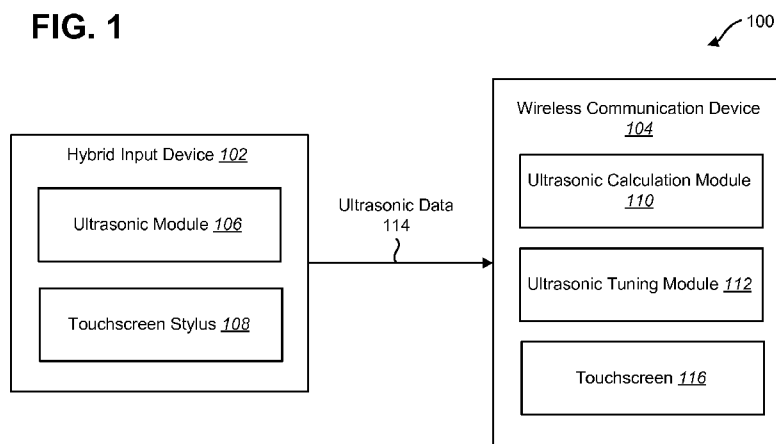 FIG. 1
100
Wireless Communication Device
104
Hybrid Input Device 102
Ultrasonic Calculation Module
110
Ultrasonic Module 106
Ultrasonic Data
114
Ultrasonic Tuning Module 112
Touchscreen Stylus 108
Touchscreen 116